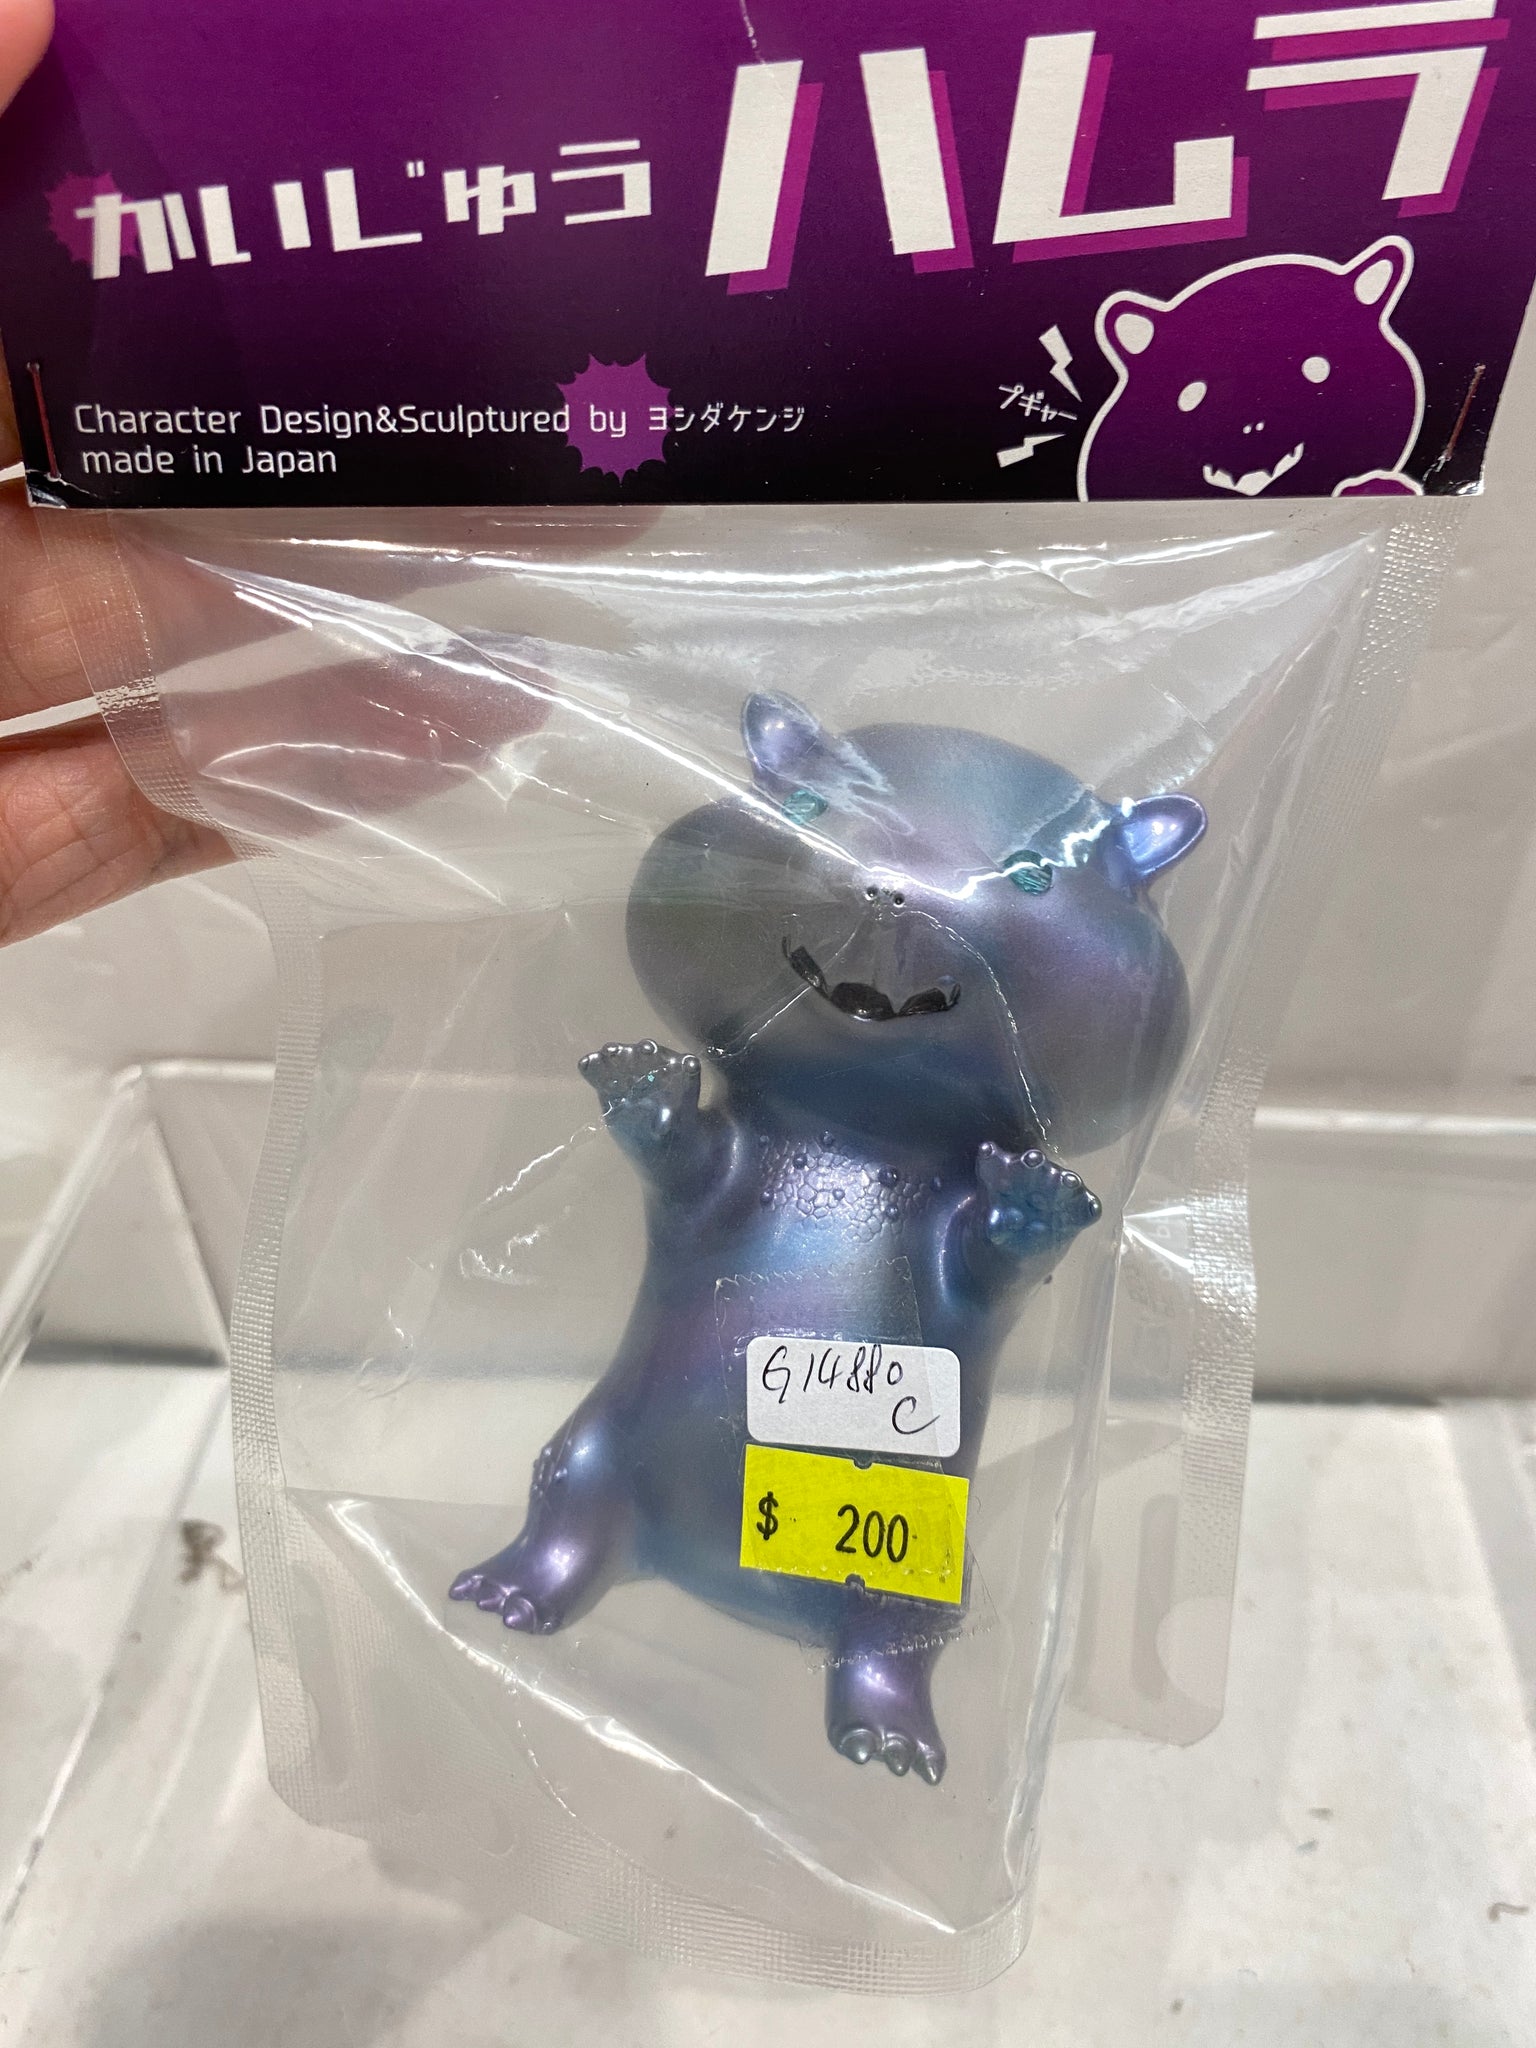 かいじゅう ハムラ
プギャー
Character Design&Sculptured by ヨシダケンジ
made in Japan
G14880
C
$ 200